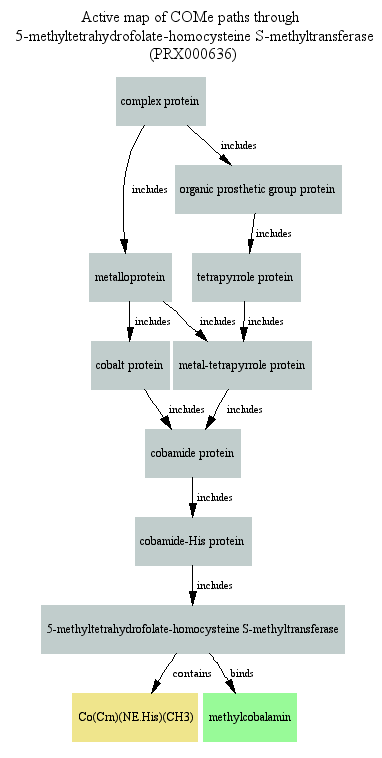 Active map of COMe paths through
5-methyltetrahydrofolate-homocysteine S-methyltransferase
(PRX000636)
complex protein
includes
organic prosthetic group protein
includes
includes
metalloprotein
tetrapyrrole protein
includes
includes
includes
cobalt protein
metal-tetrapyrrole protein
includes
includes
cobamide protein
includes
cobamide-His protein
includes
5-methyltetrahydrofolate-homocysteine S-methyltransferase
contains
binds
Co(Crn)(NE.His)(CH3)
methylcobalamin